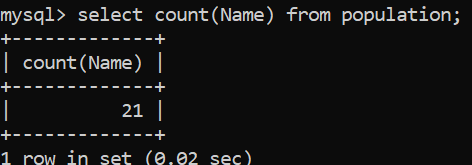 mysql> select count(Name) from population;
+-------------+
| count(Name) |
+-------------+
|          21 |
+-------------+
1 row in set (0.02 sec)